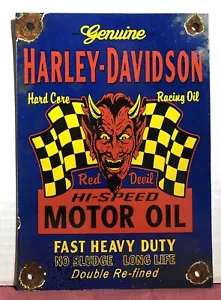 Genuine
HARLEY-DAVIDSON
Hard Core Racing Oil
Red Devil
HI-SPEED
MOTOR OIL
FAST HEAVY DUTY
NO SLUDGE LONG LIFE
Double Re-fined